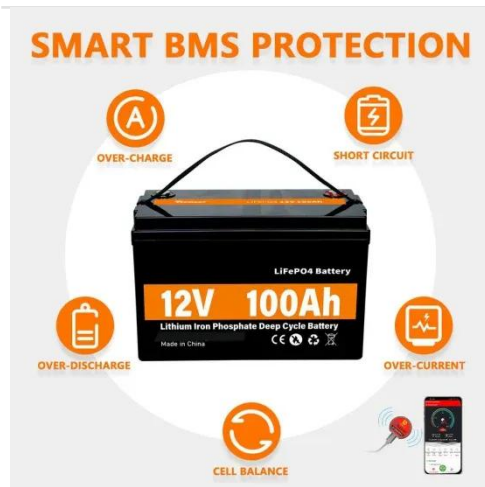 SMART BMS PROTECTION
OVER-CHARGE
SHORT CIRCUIT
LiFePO4 Battery
12V 100Ah
Lithium Iron Phosphate Deep Cycle Battery
Made in China
CE
OVER-DISCHARGE
OVER-CURRENT
CELL BALANCE